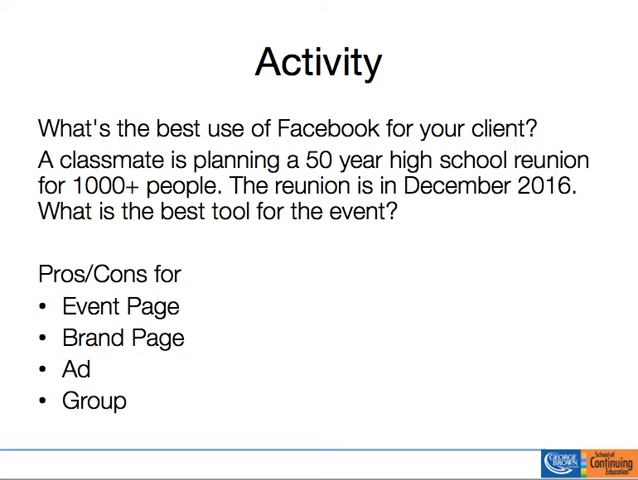 Activity
What's the best use of Facebook for your client?
A classmate is planning a 50 year high school reunion
for 1000+ people. The reunion is in December 2016.
What is the best tool for the event?
Pros/Cons for
• Event Page
• Brand Page
• Ad
• Group
GEORGE
BROWN
School of
Continuing
Education